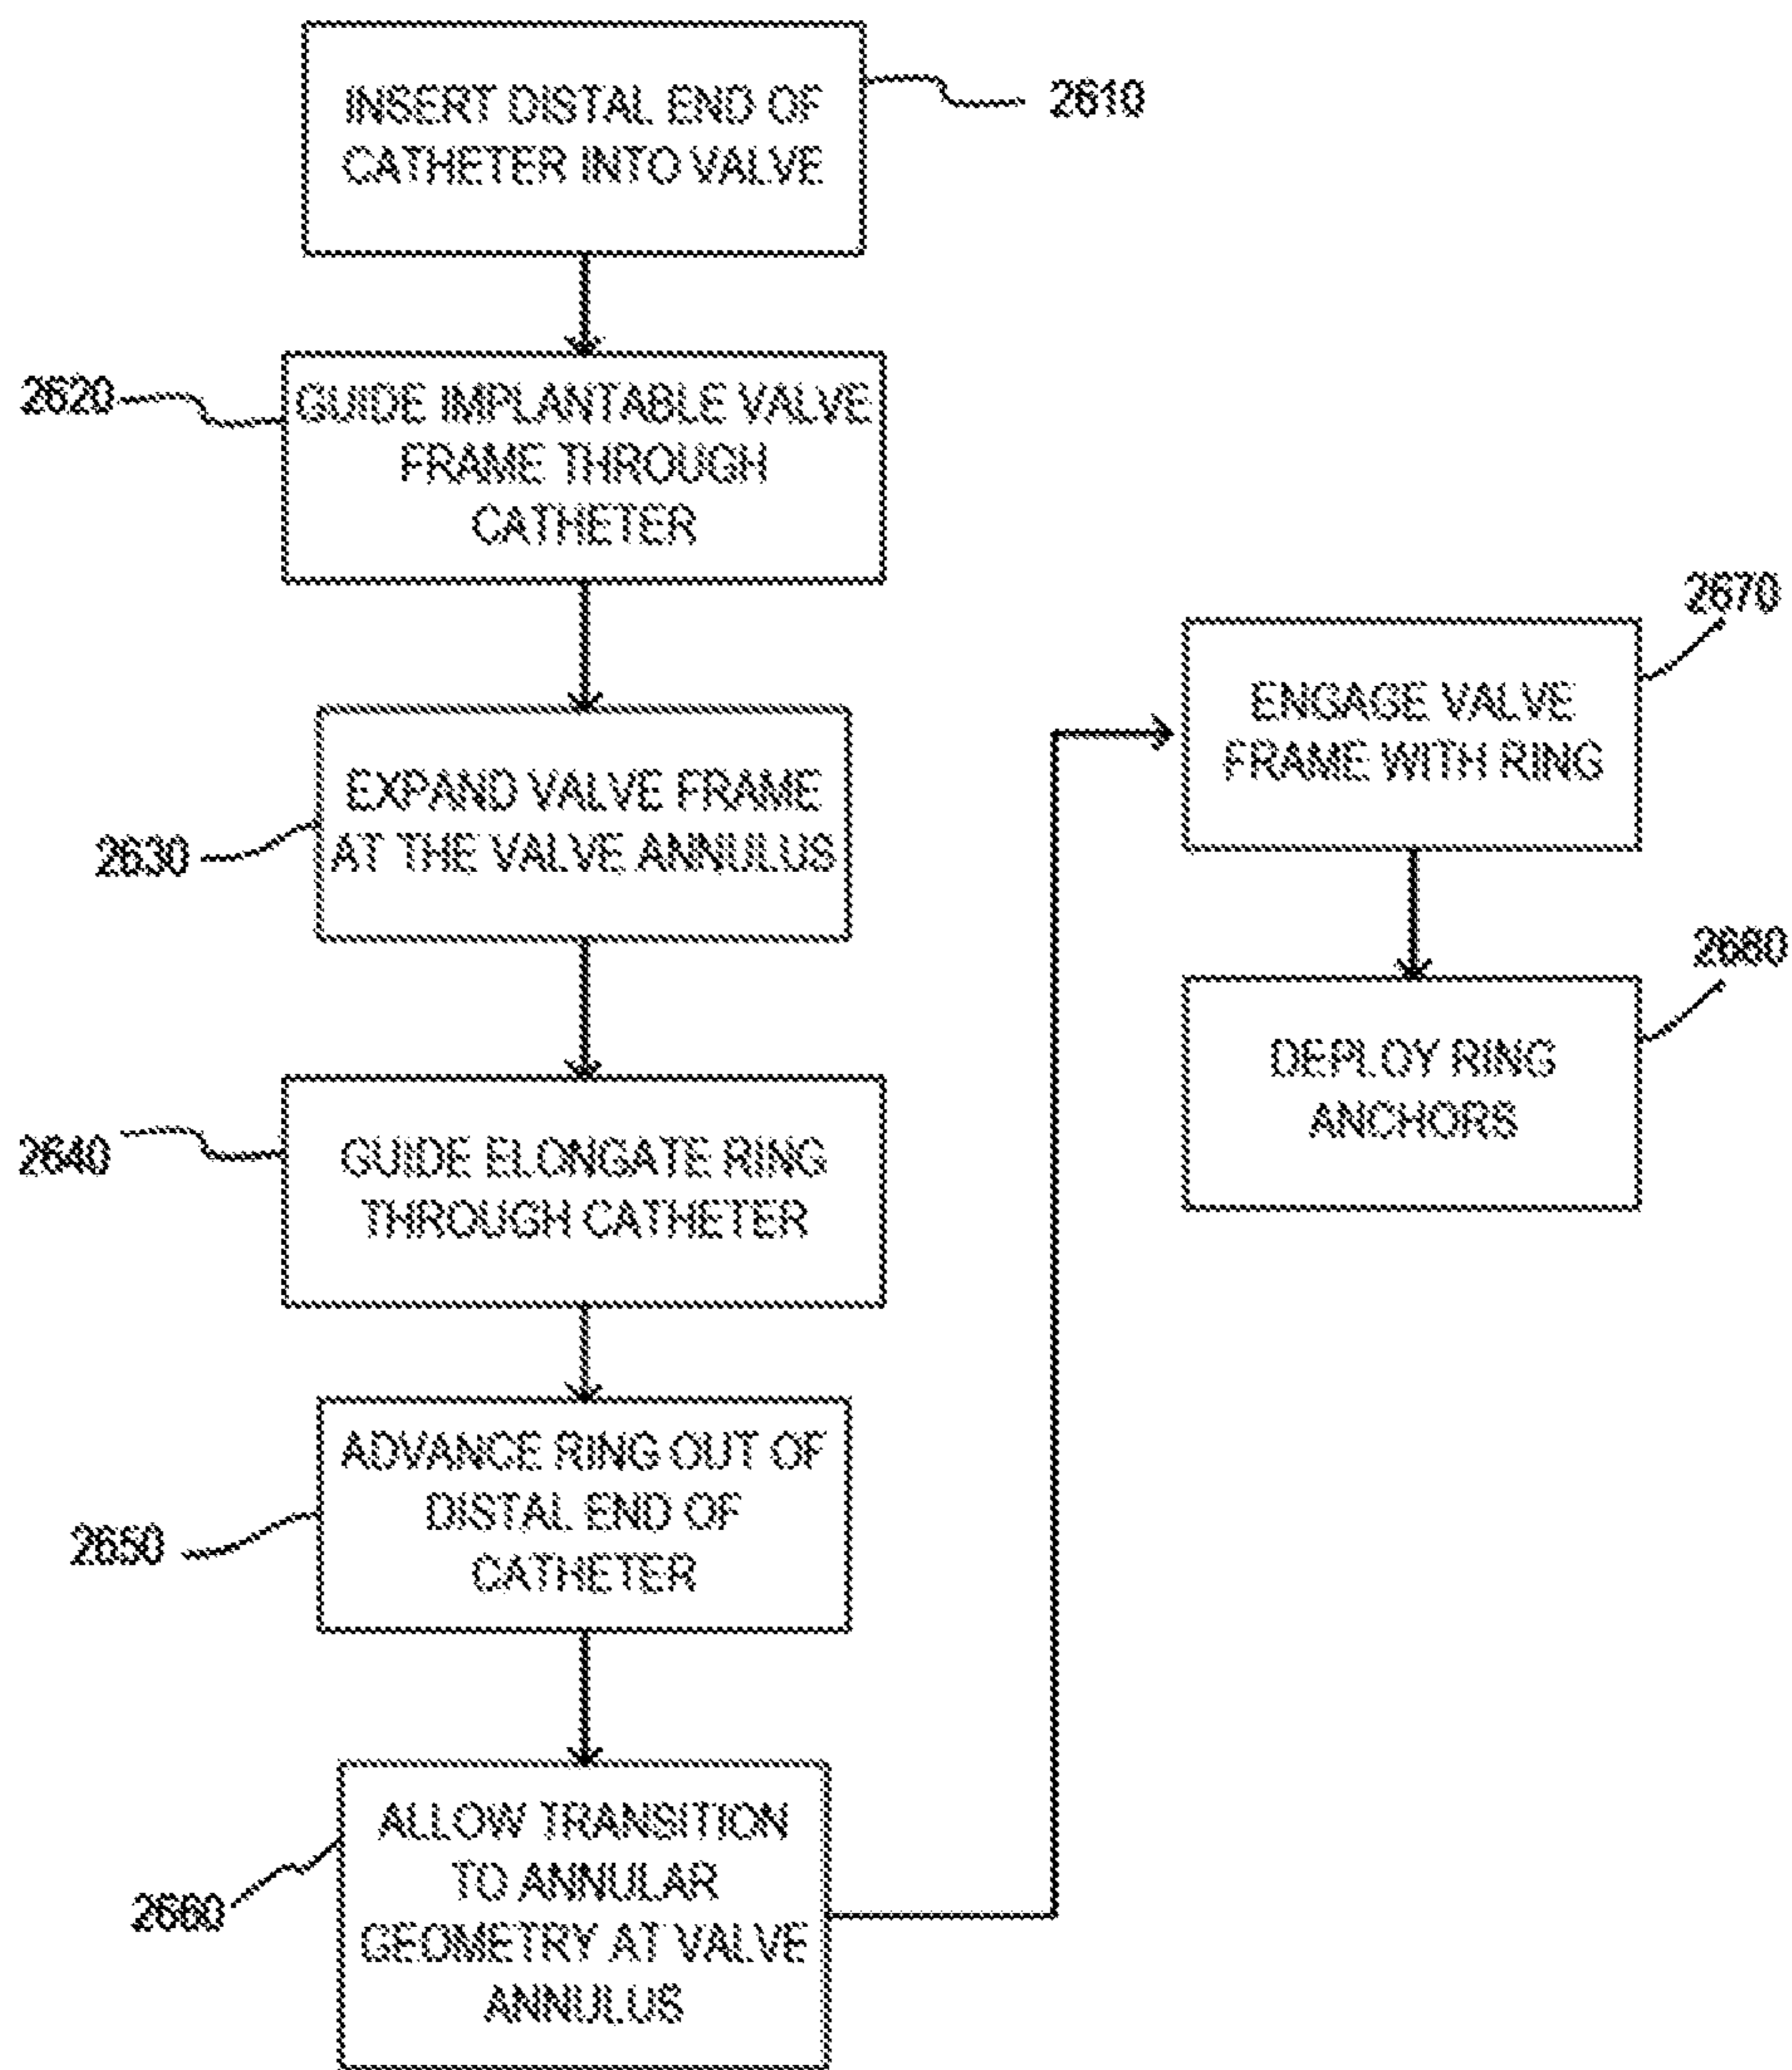 INSERT DISTAL END OF
CATHETER INTO VALVE
2610
2620
GUIDE IMPLANTABLE VALVE
FRAME THROUGH
CATHETER
EXPAND VALVE FRAME
AT THE VALVE ANNULUS
2630
2640
GUIDE ELONGATE RING
THROUGH CATHETER
ADVANCE RING OUT OF
DISTAL END OF
CATHETER
2650
ALLOW TRANSITION
TO ANNULAR
GEOMETRY AT VALVE
ANNULUS
2660
2670
ENGAGE VALVE
FRAME WITH RING
2680
DEPLOY RING
ANCHORS